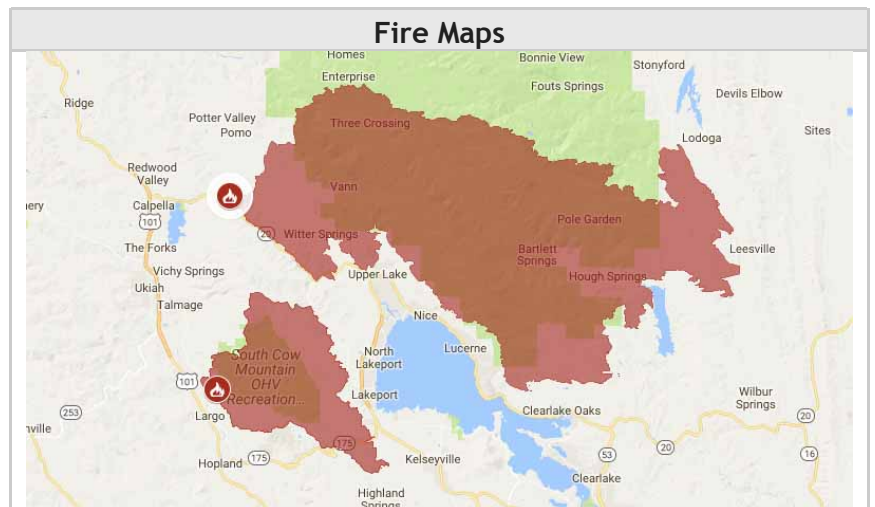 Fire Maps
Homes
Bonnie View
Stonyford
Enterprise
Fouts Springs
Devils Elbow
Ridge
Three Crossing
Potter Valley
Pomo
Sites
Lodoga
Redwood
Valley
Vann
Calpella
Pole Garden
101
29
Witter Springs
The Forks
Bartlett
Springs
Leesville
Vichy Springs
Upper Lake
Hough Springs
Ukiah
Talmage
Nice
North
Lakeport
Lucerne
South Cow
Mountain
OHV
Recreation...
101
Lakeport
Wilbur
Springs
Largo
253
Clearlake Oaks
20
175
20
53
16
Hopland
175
Kelseyville
Clearlake
Highland
Springs